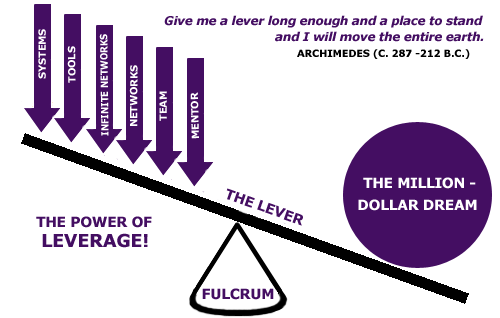 Give me a lever long enough and a place to stand
and I will move the entire earth.
ARCHIMEDES (C. 287 -212 B.C.)
SYSTEMS
TOOLS
INFINITE NETWORKS
NETWORKS
TEAM
MENTOR
THE MILLION -
DOLLAR DREAM
THE LEVER
THE POWER OF
LEVERAGE!
FULCRUM